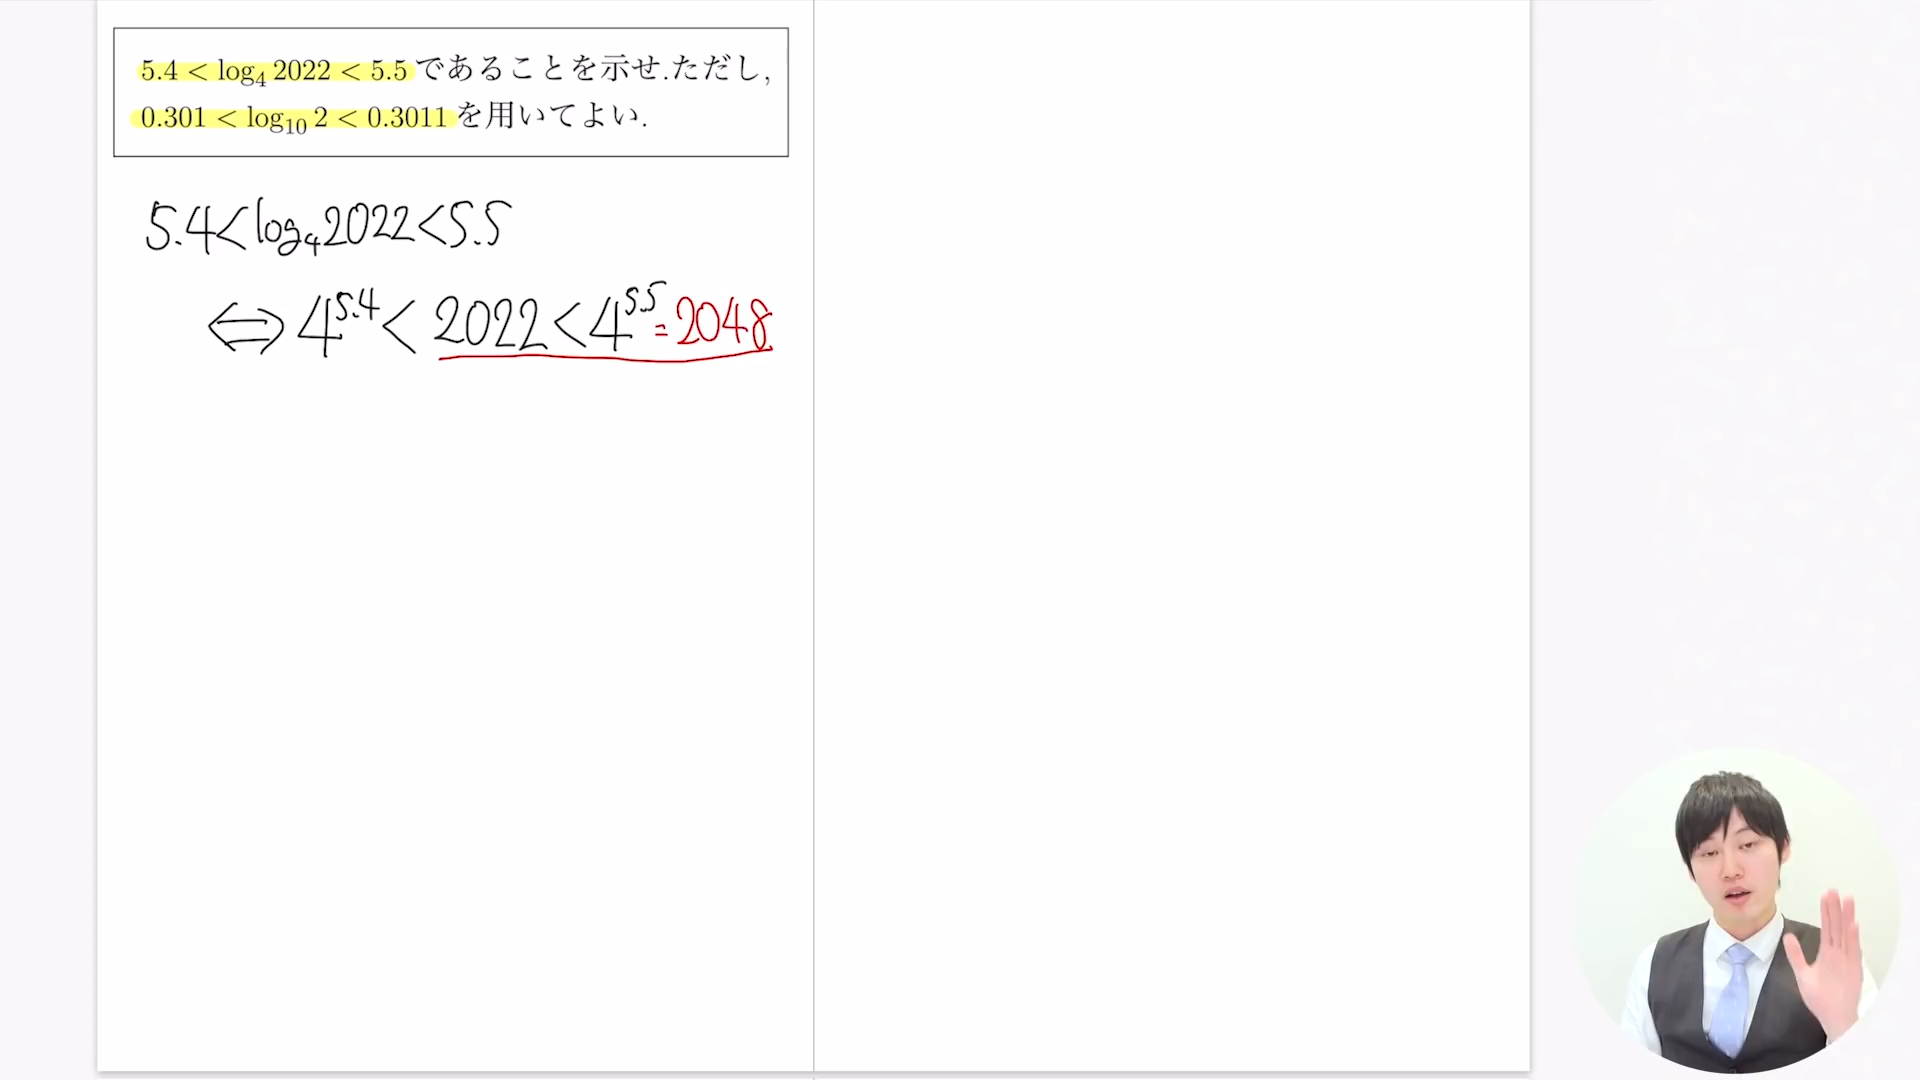 5.4 < log₄ 2022 < 5.5 であることを示せ.ただし,
0.301 < log₁₀ 2 < 0.3011 を用いてよい.
5.4<log₄2022<5.5
⇔ 4^5.4 < 2022 < 4^5.5 = 2048